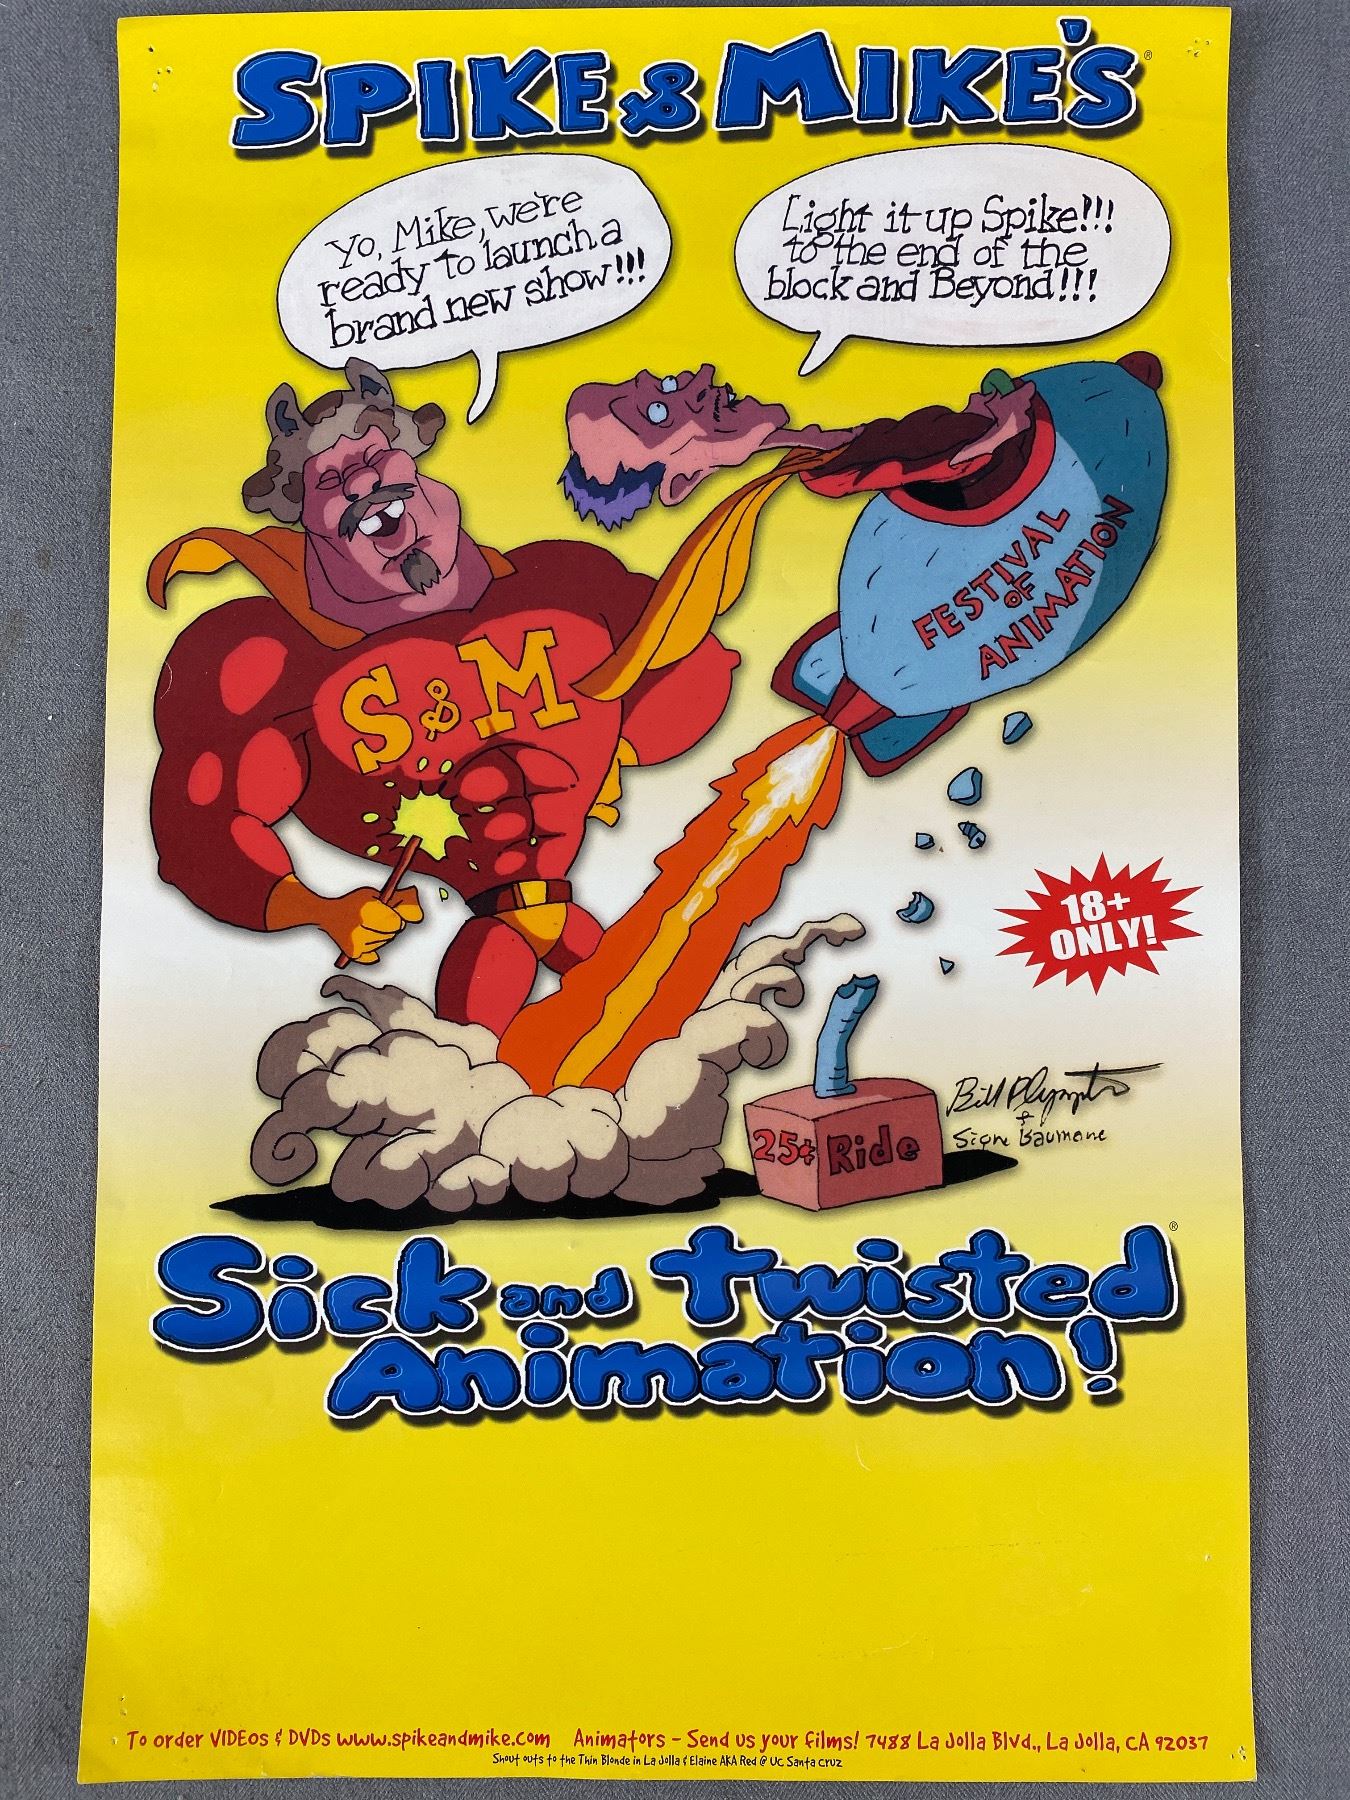 SPIKE & MIKE'S®
Yo, Mike, we're
ready to launch a
brand new show!!!
Light it up Spike!!!
to the end of the
block and Beyond!!!
FESTIVAL
OF
ANIMATION
S & M
18+
ONLY!
25¢ Ride
Bill Plympton
+
Signe Baumane
Sick and Twisted®
Animation!
To order VIDEOs & DVDs www.spikeandmike.com Animators - Send us your films! 7488 La Jolla Blvd., La Jolla, CA 92037
Shout outs to the Thin Blonde in La Jolla & Elaine AKA Red @ UC Santa Cruz